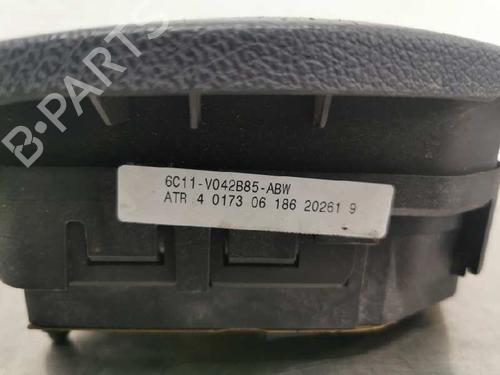 B-PARTS
6C11-V042B85-ABW
ATR 4 0173 06 186 20261 9